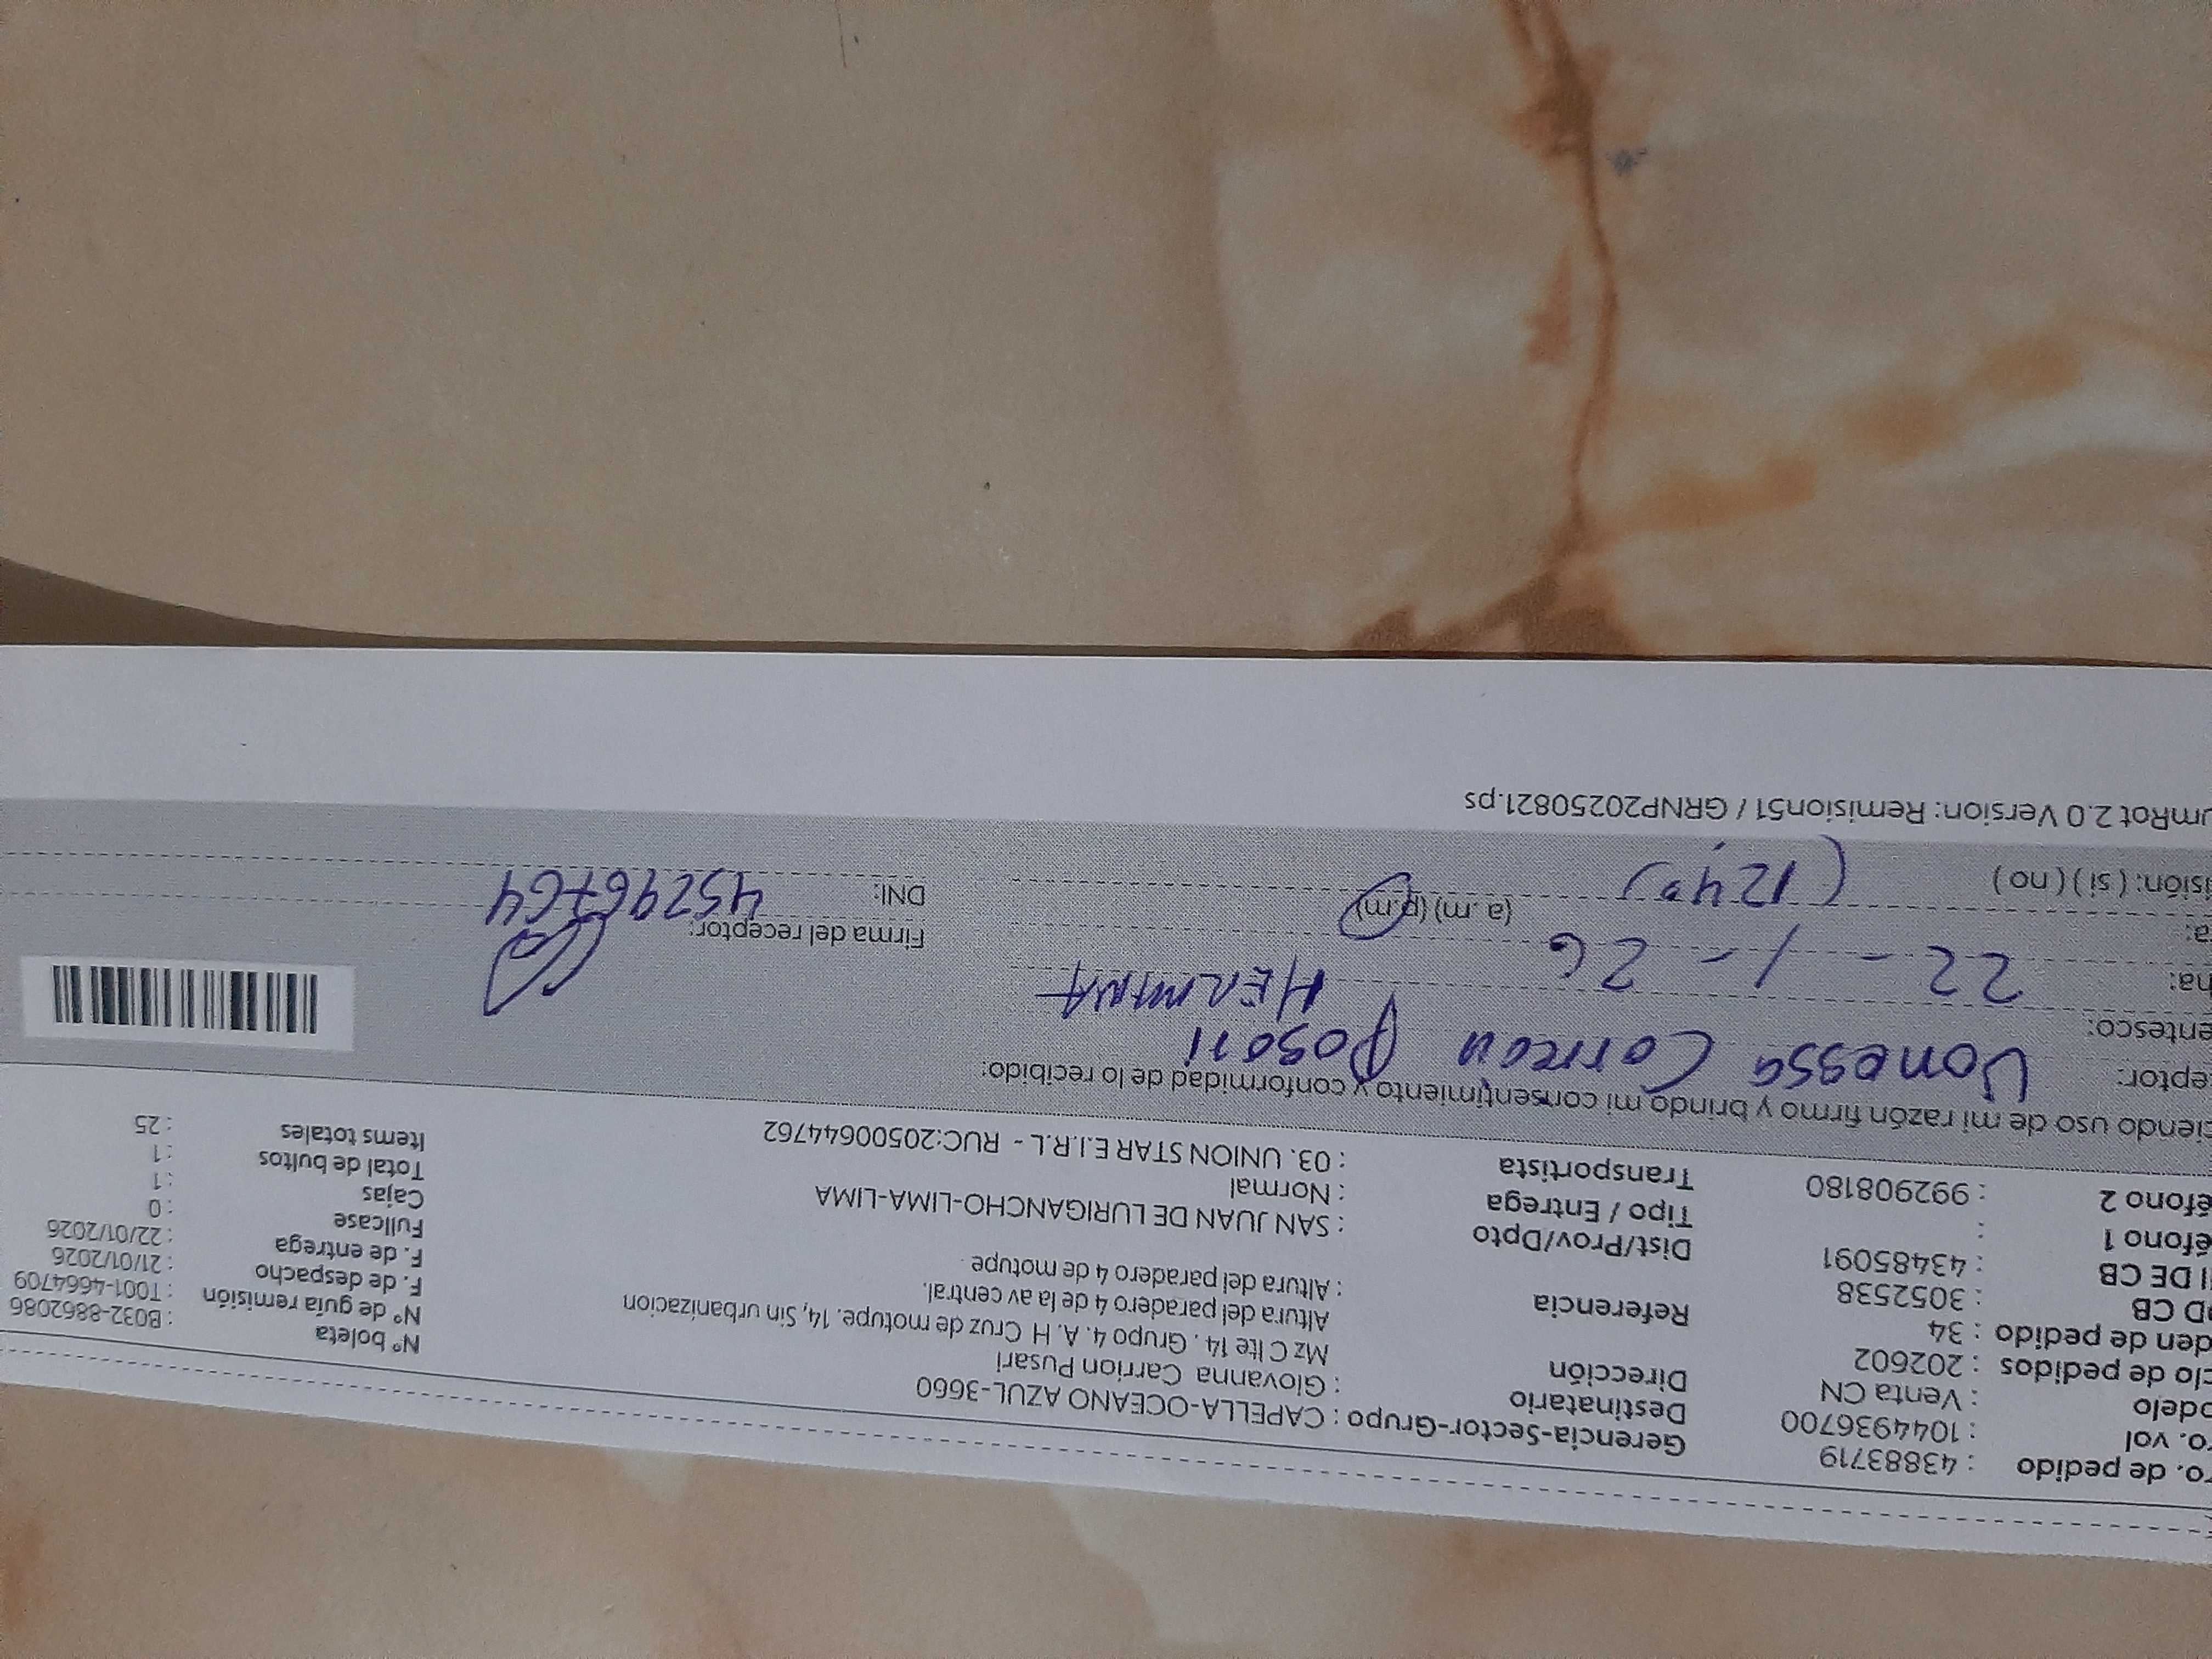 ro. de pedido : 43883719
ro. vol : 1044936700
odelo : Venta CN
clo de pedidos : 202602
den de pedido : 34
OD CB : 3052538
I DE CB : 43485091
éfono 1 :
éfono 2 : 992908180
Gerencia-Sector-Grupo : CAPELLA-OCEANO AZUL-3660
Destinatario : Giovanna Carrion Pusari
Dirección Mz C lte 14 . Grupo 4. A. H Cruz de motupe. 14, Sin urbanizacion
Altura del paradero 4 de la av central.
Referencia : Altura del paradero 4 de motupe
Dist/Prov/Dpto : SAN JUAN DE LURIGANCHO-LIMA-LIMA
Tipo / Entrega : Normal
Transportista : 03. UNION STAR E.I.R.L - RUC:20500644762
Nº boleta : B032-8862086
Nº de guía remisión : T001-4664709
F. de despacho : 21/01/2026
F. de entrega : 22/01/2026
Fullcase : 0
Cajas : 1
Total de bultos : 1
Items totales : 25
ciendo uso de mi razón firmo y brindo mi consentimiento y conformidad de lo recibido:
eptor: Vanessa Posari
entesco: HERMANA
ha: 22 - 1 - 26
a: (a.m) (p.m)
isión: ( si ) ( no ) (12:40)
Firma del receptor:
DNI: 45296764
umRot 2.0 Version: Remision51 / GRNP20250821.ps